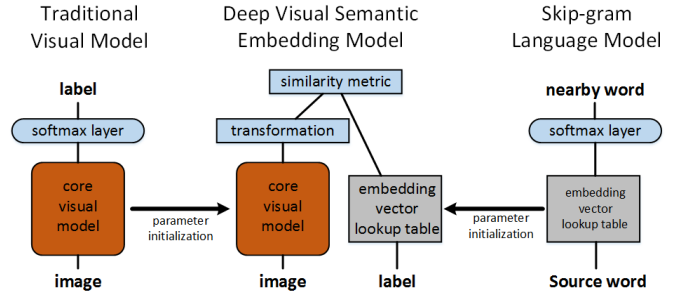 Traditional
Visual Model
Deep Visual Semantic
Embedding Model
Skip-gram
Language Model
label
softmax layer
core
visual
model
image
parameter
initialization
similarity metric
transformation
core
visual
model
image
embedding
vector
lookup table
label
parameter
initialization
nearby word
softmax layer
embedding
vector
lookup table
Source word